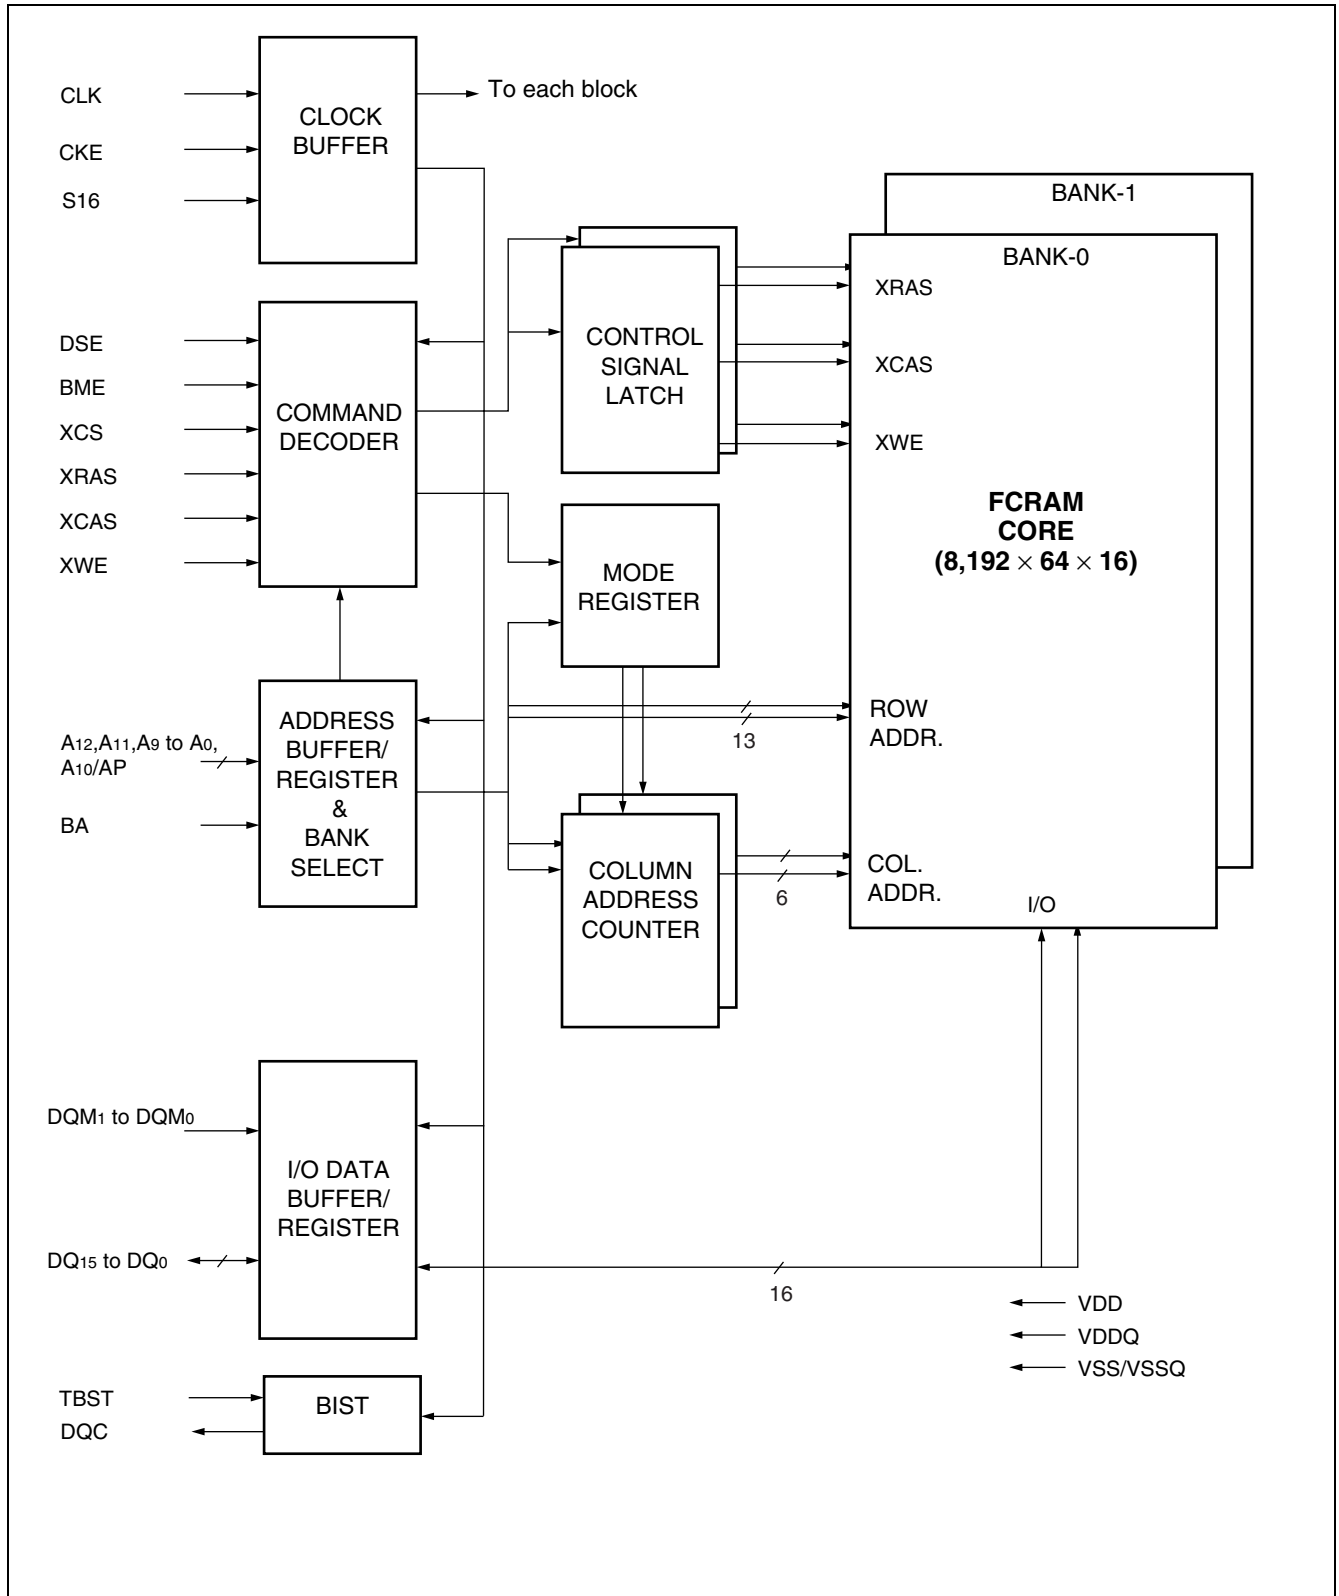 CLK
CKE
S16
CLOCK
BUFFER
To each block
DSE
BME
XCS
XRAS
XCAS
XWE
COMMAND
DECODER
CONTROL
SIGNAL
LATCH
MODE
REGISTER
BANK-1
BANK-0
XRAS
XCAS
XWE
FCRAM
CORE
(8,192 × 64 × 16)
ROW
ADDR.
COL.
ADDR.
I/O
A12,A11,A9 to A0,
A10/AP
BA
ADDRESS
BUFFER/
REGISTER
&
BANK
SELECT
13
COLUMN
ADDRESS
COUNTER
6
DQM1 to DQM0
DQ15 to DQ0
I/O DATA
BUFFER/
REGISTER
16
VDD
VDDQ
VSS/VSSQ
TBST
DQC
BIST